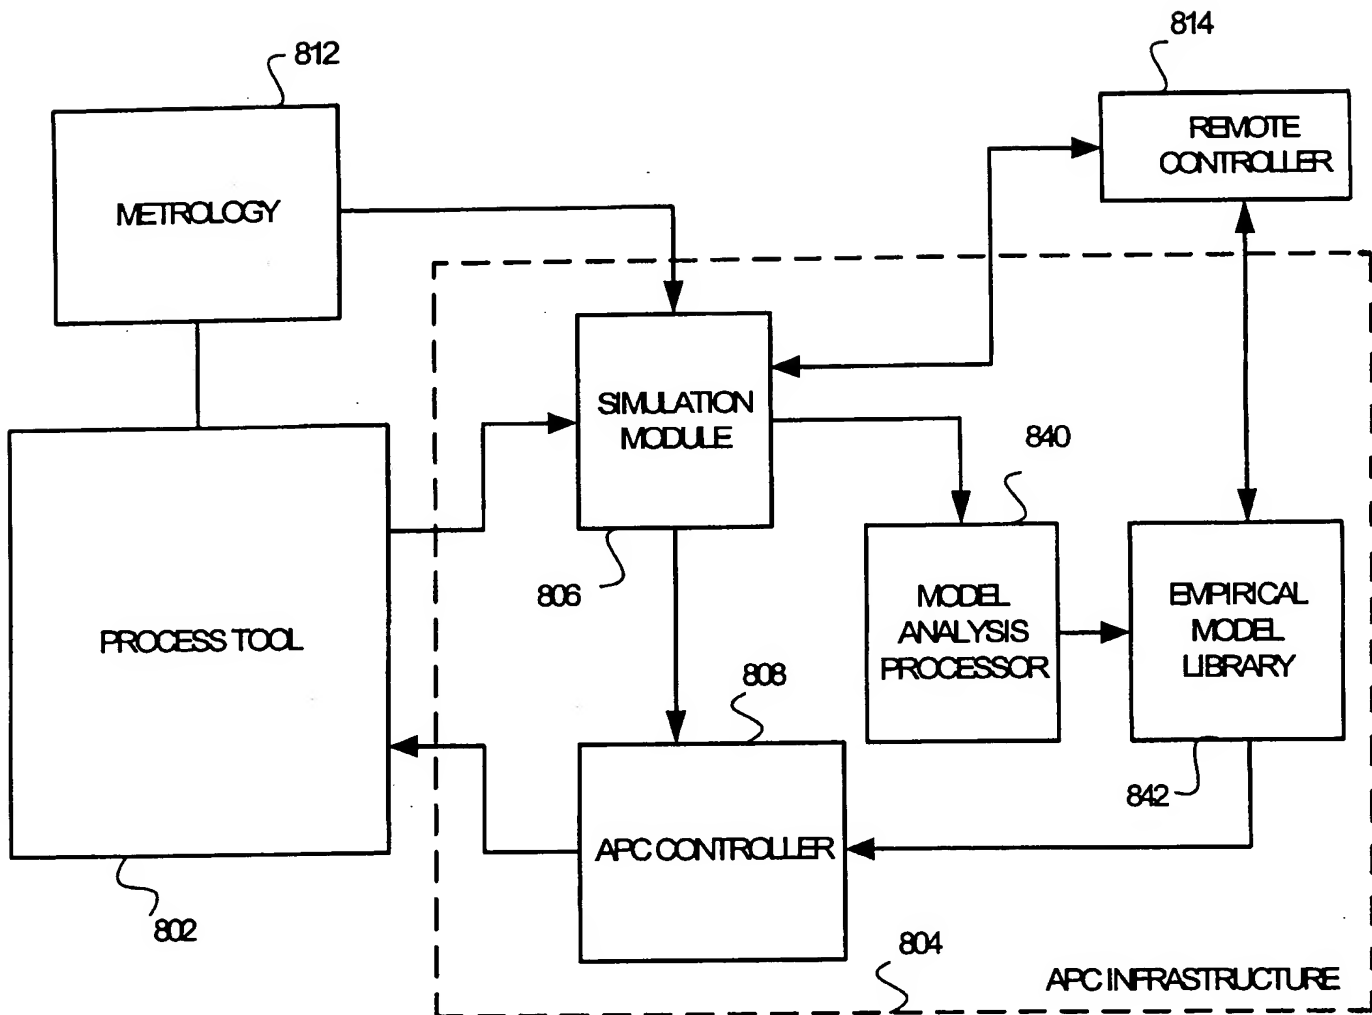 812
814
METROLOGY
REMOTE
CONTROLLER
SIMULATION
MODULE
840
806
PROCESS TOOL
MODEL
ANALYSIS
PROCESSOR
EMPIRICAL
MODEL
LIBRARY
808
842
APC CONTROLLER
802
804
APC INFRASTRUCTURE